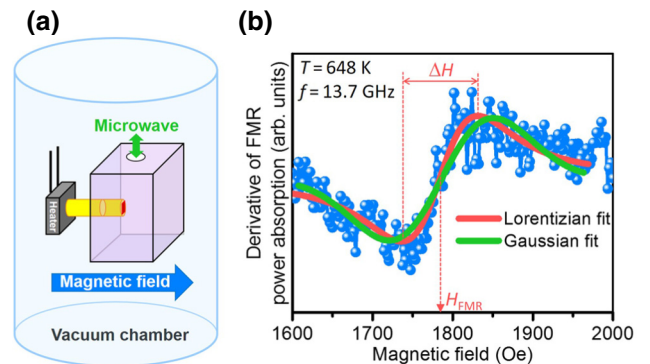 (a)
Microwave
Heater
Magnetic field
Vacuum chamber
(b)
T = 648 K
f = 13.7 GHz
ΔH
Lorentzian fit
Gaussian fit
H_FMR
Derivative of FMR
power absorption (arb. units)
1600 1700 1800 1900 2000
Magnetic field (Oe)